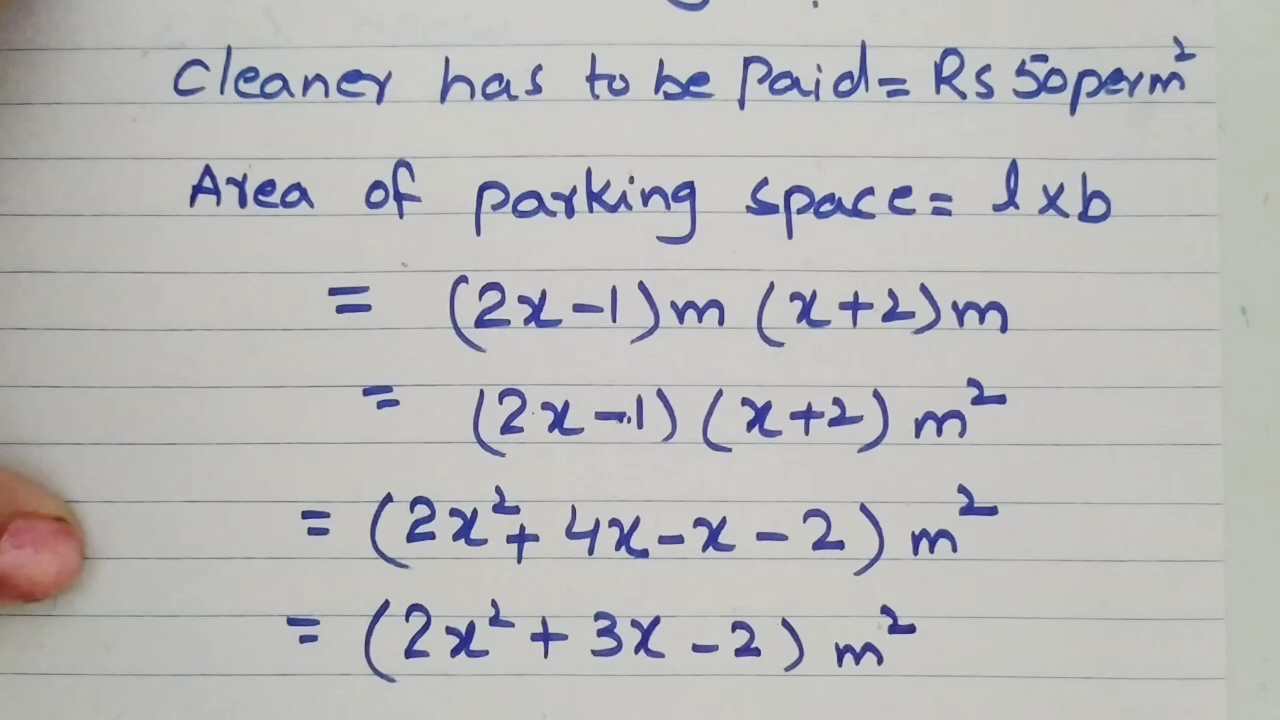 Cleaner has to be Paid = Rs 50 per m²
Area of parking space = l x b
= (2x-1)m (x+2)m
= (2x-1) (x+2) m²
= (2x² + 4x - x - 2) m²
= (2x² + 3x - 2) m²